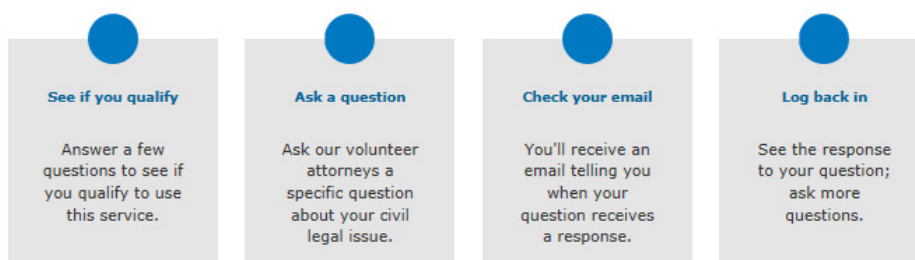 See if you qualify
Answer a few
questions to see if
you qualify to use
this service.
Ask a question
Ask our volunteer
attorneys a
specific question
about your civil
legal issue.
Check your email
You'll receive an
email telling you
when your
question receives
a response.
Log back in
See the response
to your question;
ask more
questions.